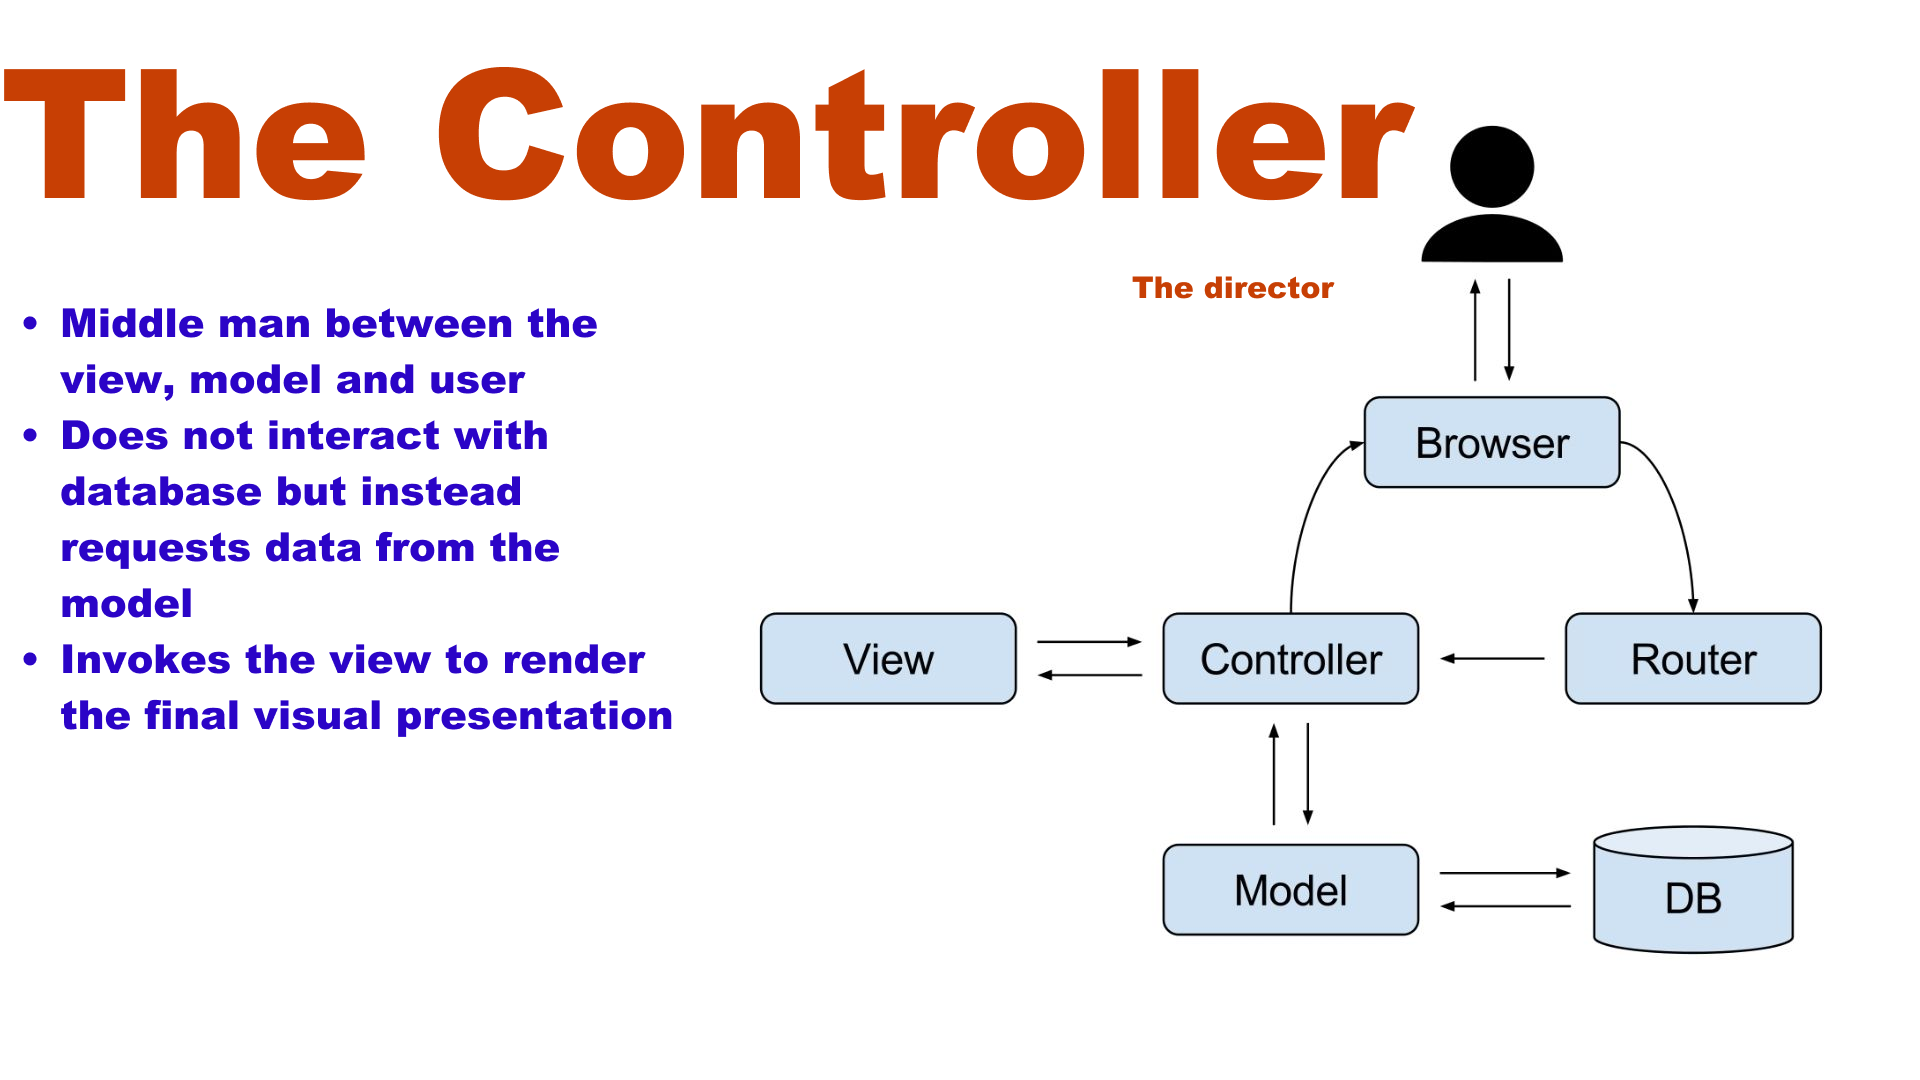 The Controller
The director
• Middle man between the
view, model and user
• Does not interact with
database but instead
requests data from the
model
• Invokes the view to render
the final visual presentation
Browser
View
Controller
Router
Model
DB